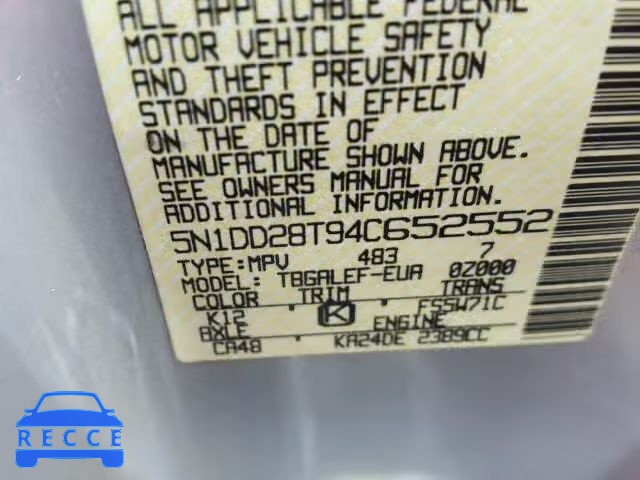 ALL APPLICABLE FEDERAL
MOTOR VEHICLE SAFETY
AND THEFT PREVENTION
STANDARDS IN EFFECT
ON THE DATE OF
MANUFACTURE SHOWN ABOVE.
SEE OWNERS MANUAL FOR
ADDITIONAL INFORMATION.
5N1DD28T94C652552
TYPE:MPV 483 7
MODEL: TBGALEF-EUA 0Z000
COLOR TRIM TRANS
K12 K FS5W71C
AXLE ENGINE
CA48 KA24DE 2389CC